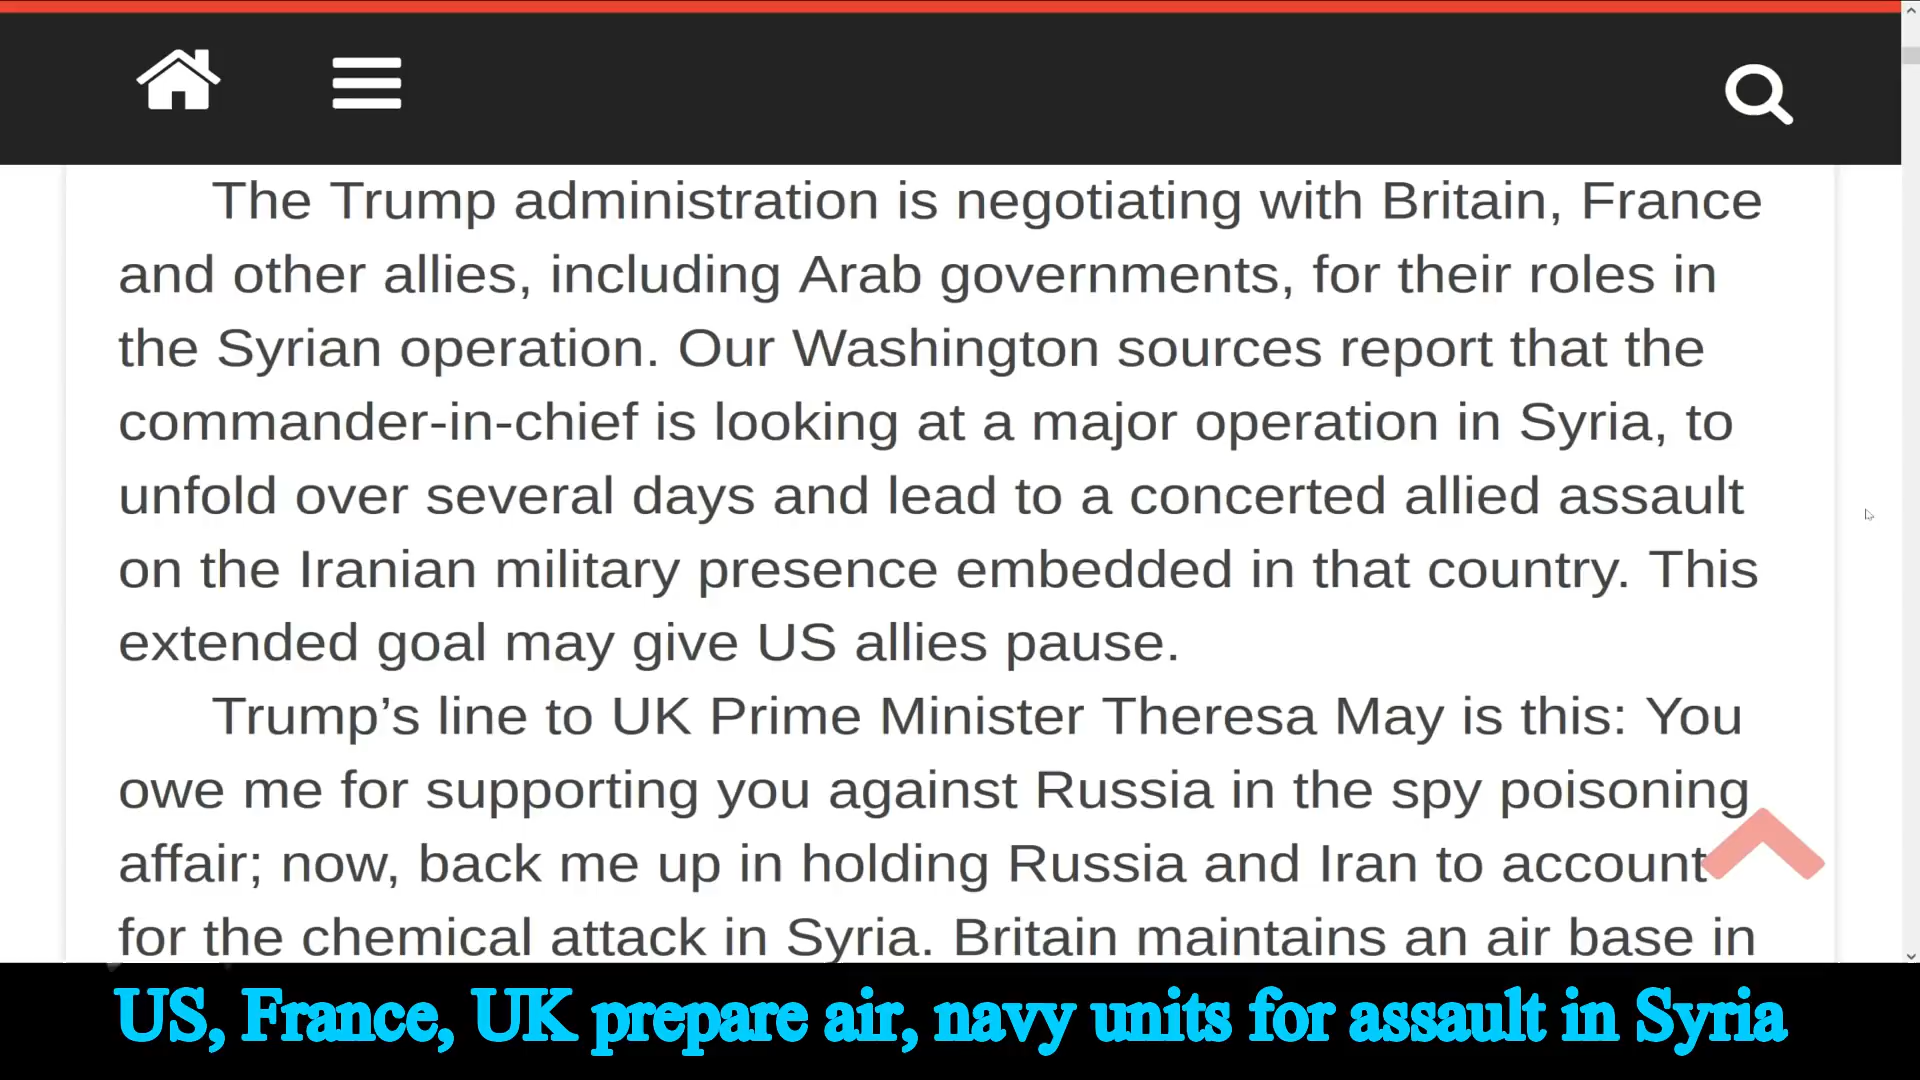 The Trump administration is negotiating with Britain, France
and other allies, including Arab governments, for their roles in
the Syrian operation. Our Washington sources report that the
commander-in-chief is looking at a major operation in Syria, to
unfold over several days and lead to a concerted allied assault
on the Iranian military presence embedded in that country. This
extended goal may give US allies pause.
Trump’s line to UK Prime Minister Theresa May is this: You
owe me for supporting you against Russia in the spy poisoning
affair; now, back me up in holding Russia and Iran to account
for the chemical attack in Syria. Britain maintains an air base in
US, France, UK prepare air, navy units for assault in Syria